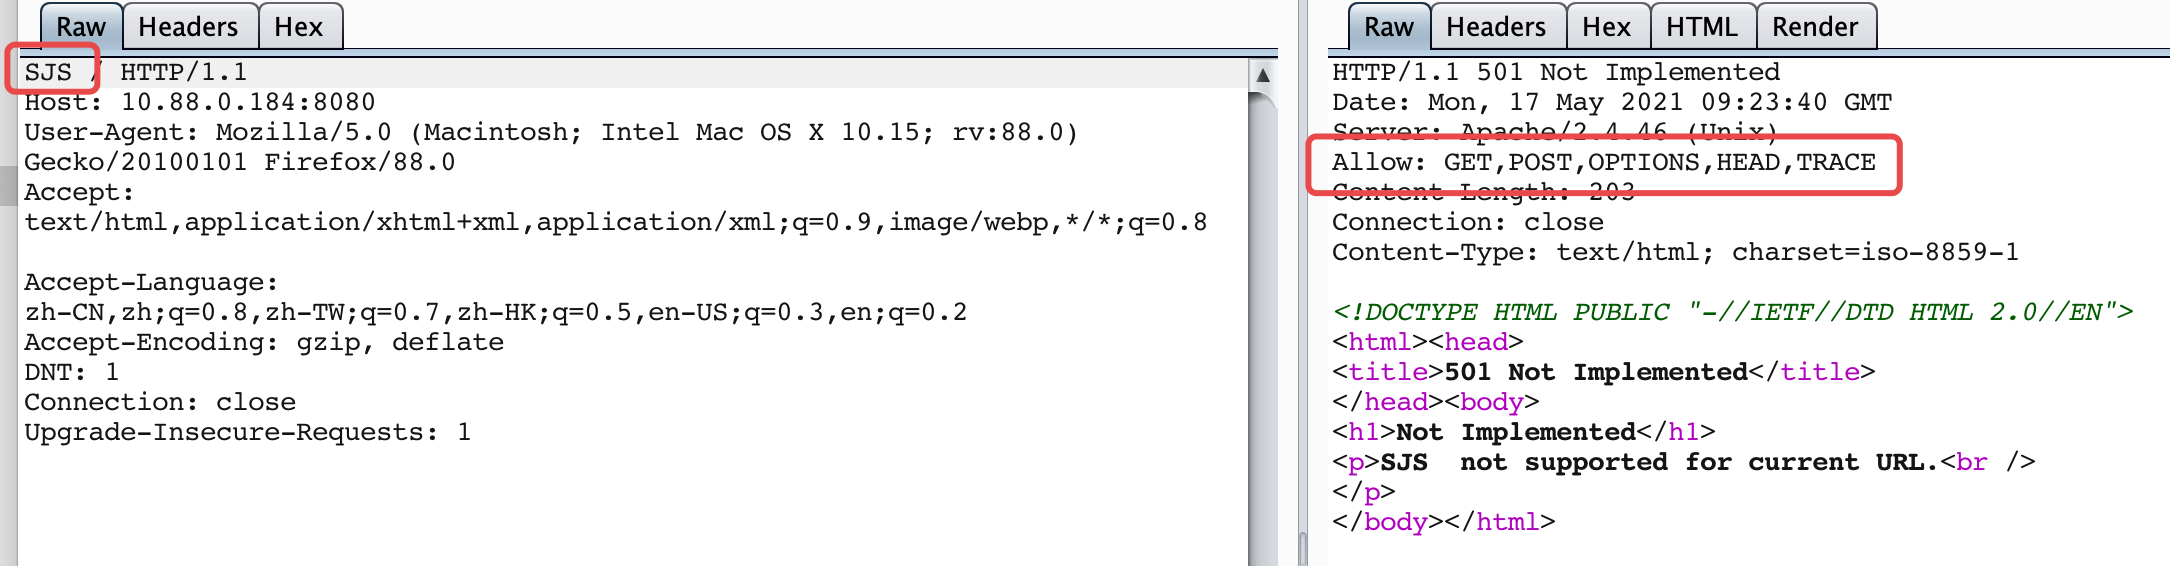 Raw Headers Hex
SJS / HTTP/1.1
Host: 10.88.0.184:8080
User-Agent: Mozilla/5.0 (Macintosh; Intel Mac OS X 10.15; rv:88.0)
Gecko/20100101 Firefox/88.0
Accept:
text/html,application/xhtml+xml,application/xml;q=0.9,image/webp,*/*;q=0.8
Accept-Language:
zh-CN,zh;q=0.8,zh-TW;q=0.7,zh-HK;q=0.5,en-US;q=0.3,en;q=0.2
Accept-Encoding: gzip, deflate
DNT: 1
Connection: close
Upgrade-Insecure-Requests: 1
Raw Headers Hex HTML Render
HTTP/1.1 501 Not Implemented
Date: Mon, 17 May 2021 09:23:40 GMT
Server: Apache/2.4.46 (Unix)
Allow: GET,POST,OPTIONS,HEAD,TRACE
Content-Length: 203
Connection: close
Content-Type: text/html; charset=iso-8859-1
<!DOCTYPE HTML PUBLIC "-//IETF//DTD HTML 2.0//EN">
<html><head>
<title>501 Not Implemented</title>
</head><body>
<h1>Not Implemented</h1>
<p>SJS  not supported for current URL.<br />
</p>
</body></html>